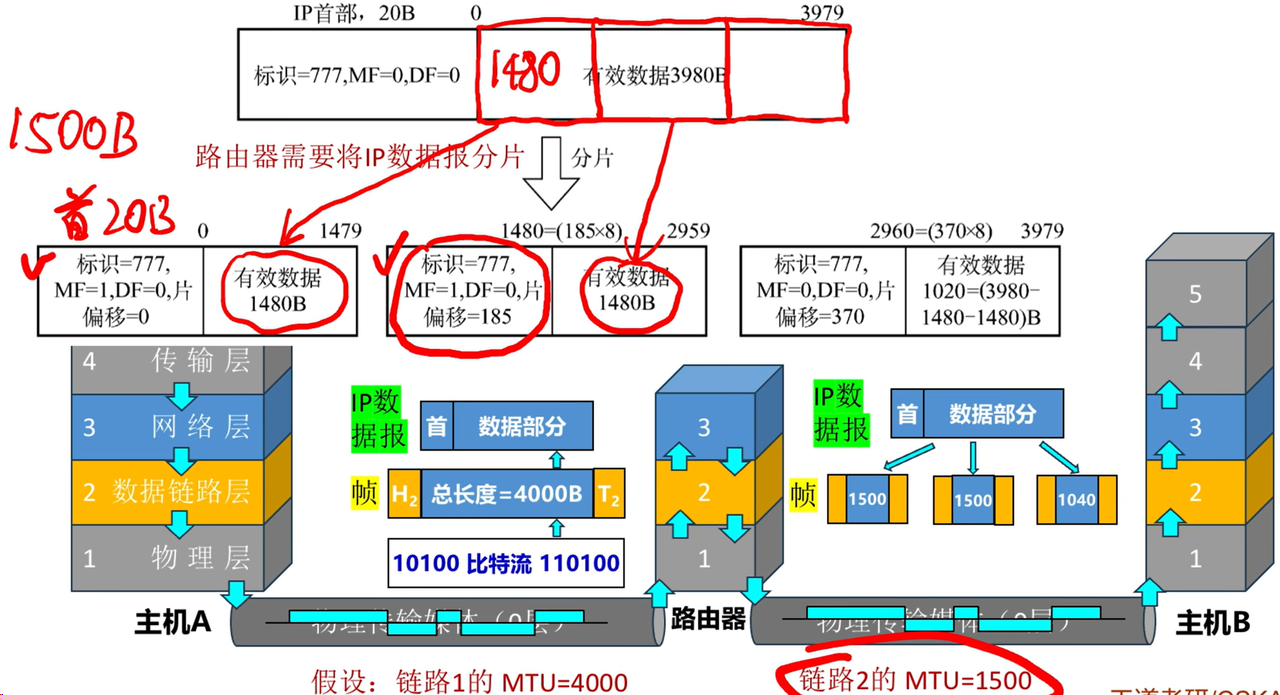 IP首部，20B
0
3979
标识=777,MF=0,DF=0
1480
有效数据3980B
1500B
路由器需要将IP数据报分片
分片
首20B
0
1479
1480=(185×8)
2959
2960=(370×8)
3979
标识=777,
MF=1,DF=0,片
偏移=0
有效数据
1480B
标识=777,
MF=1,DF=0,片
偏移=185
有效数据
1480B
标识=777,
MF=0,DF=0,片
偏移=370
有效数据
1020=(3980-
1480-1480)B
4 传输层
3 网络层
2 数据链路层
1 物理层
IP数
据报
首
数据部分
帧
H2
总长度=4000B
T2
10100 比特流 110100
3
2
1
IP数
据报
首
数据部分
帧
1500
1500
1040
5
4
3
2
1
主机A
物理传输媒体（0层）
路由器
物理传输媒体（0层）
主机B
假设：链路1的 MTU=4000
链路2的 MTU=1500